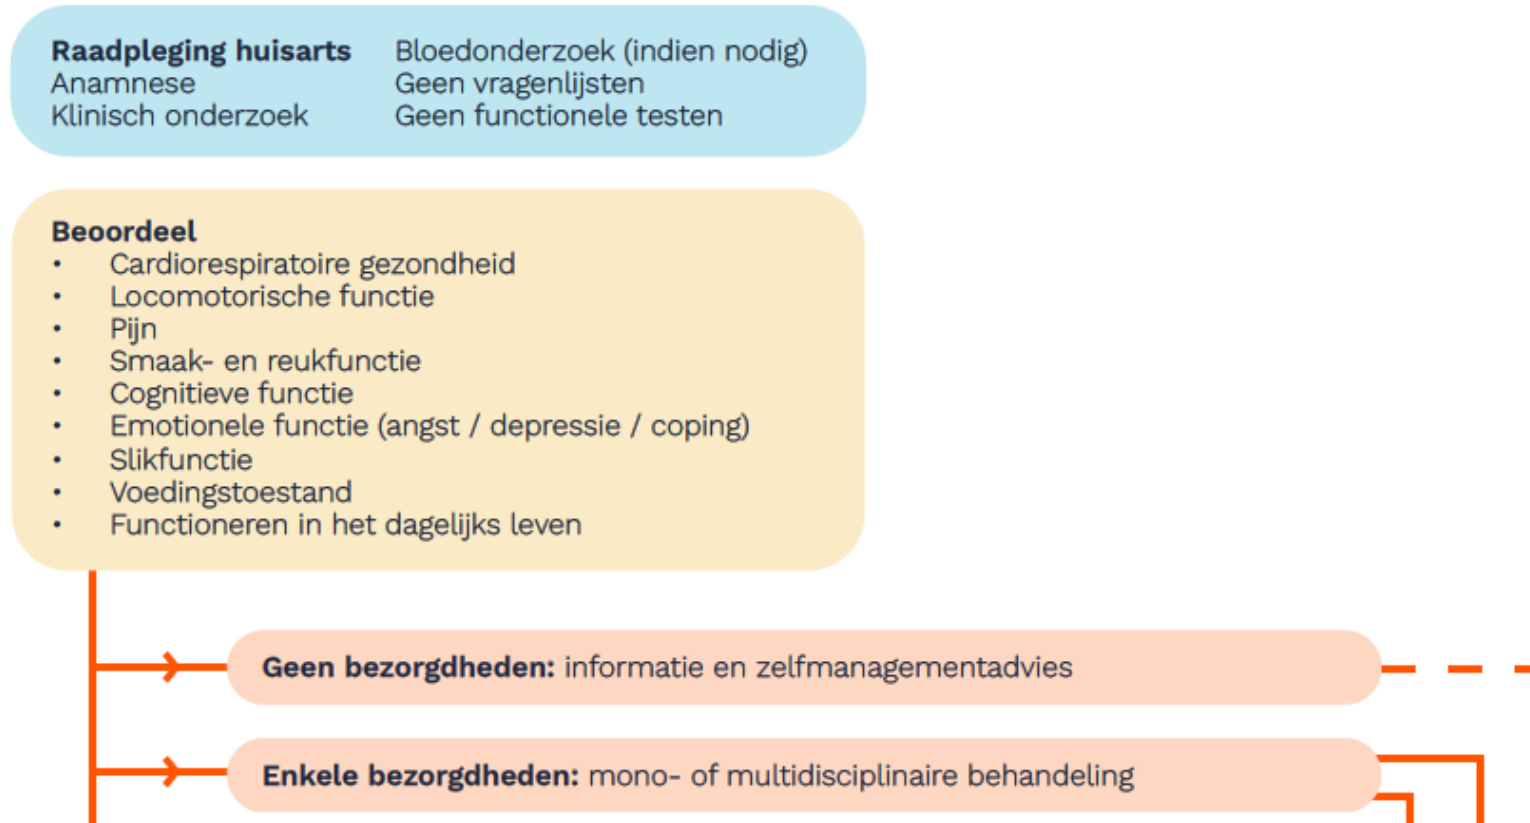 Raadpleging huisarts
Anamnese
Klinisch onderzoek
Bloedonderzoek (indien nodig)
Geen vragenlijsten
Geen functionele testen
Beoordeel
• Cardiorespiratoire gezondheid
• Locomotorische functie
• Pijn
• Smaak- en reukfunctie
• Cognitieve functie
• Emotionele functie (angst / depressie / coping)
• Slikfunctie
• Voedingstoestand
• Functioneren in het dagelijks leven
Geen bezorgdheden: informatie en zelfmanagementadvies
Enkele bezorgdheden: mono- of multidisciplinaire behandeling